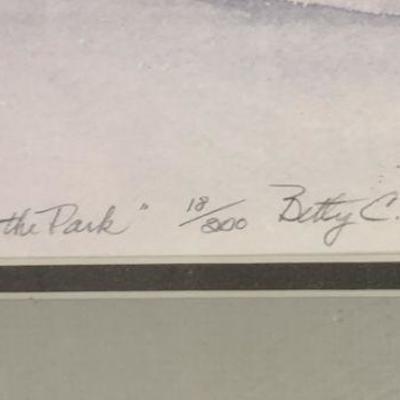 the Park" 18/800 Betty C.